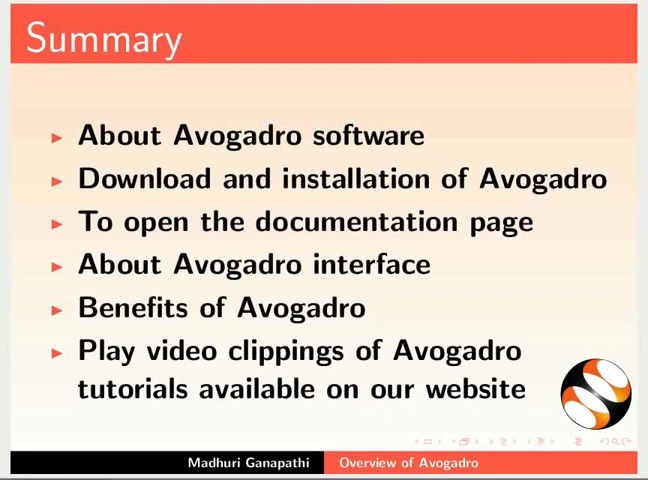 Summary
About Avogadro software
Download and installation of Avogadro
To open the documentation page
About Avogadro interface
Benefits of Avogadro
Play video clippings of Avogadro
tutorials available on our website
Madhuri Ganapathi Overview of Avogadro